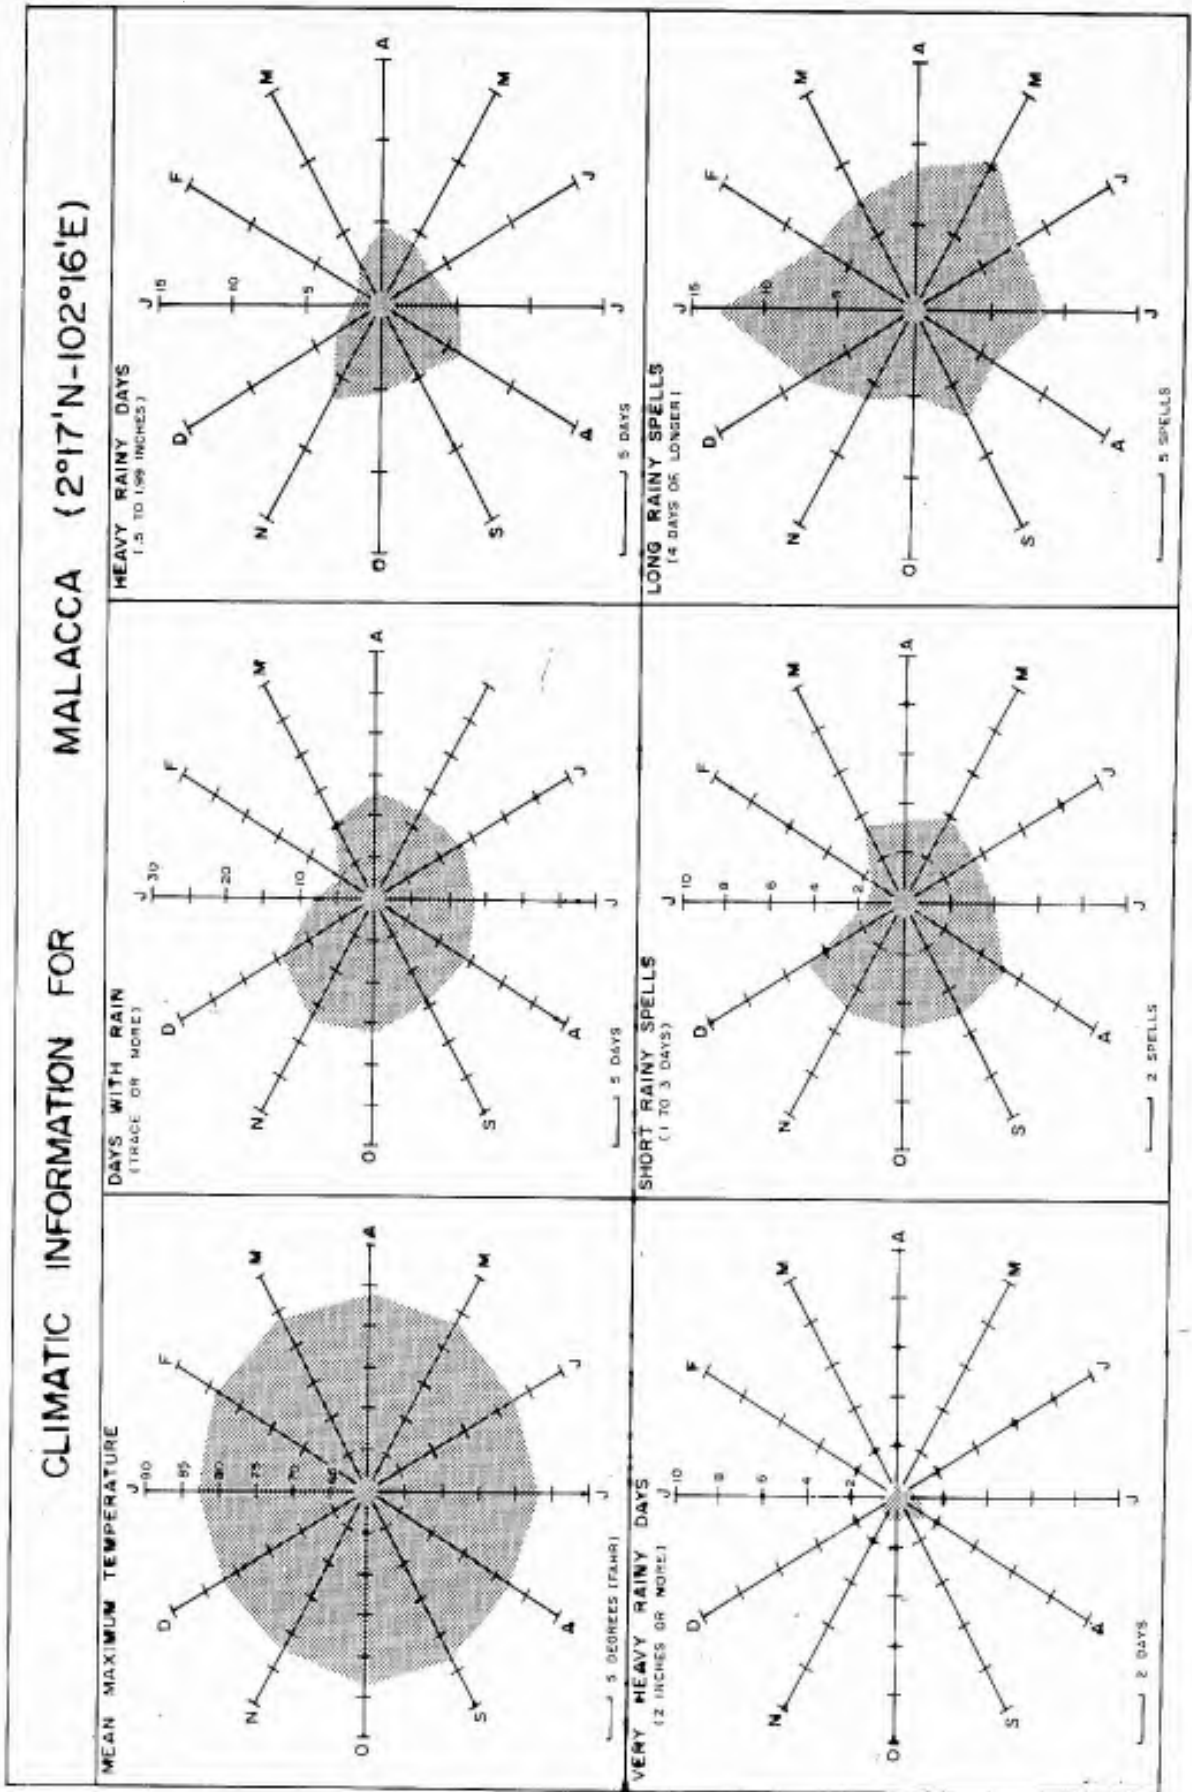 CLIMATIC INFORMATION FOR MALACCA (2°17'N-102°16'E)
MEAN MAXIMUM TEMPERATURE
J
90
85
80
75
70
F
M
A
M
J
J
A
S
O
N
D
5 DEGREES (FAHR)
DAYS WITH RAIN
(TRACE OR MORE)
J
30
20
10
F
M
A
J
J
A
S
O
N
D
5 DAYS
HEAVY RAINY DAYS
(.5 TO 1.99 INCHES)
J
15
10
5
F
M
A
M
J
J
A
S
O
N
D
5 DAYS
VERY HEAVY RAINY DAYS
(2 INCHES OR MORE)
J
10
8
6
4
2
F
M
A
M
J
J
A
S
O
N
D
2 DAYS
SHORT RAINY SPELLS
(1 TO 3 DAYS)
J
10
8
6
4
2
F
M
A
M
J
J
A
S
O
N
D
2 SPELLS
LONG RAINY SPELLS
(4 DAYS OR LONGER)
J
15
10
5
F
M
A
M
J
J
A
S
O
N
D
5 SPELLS